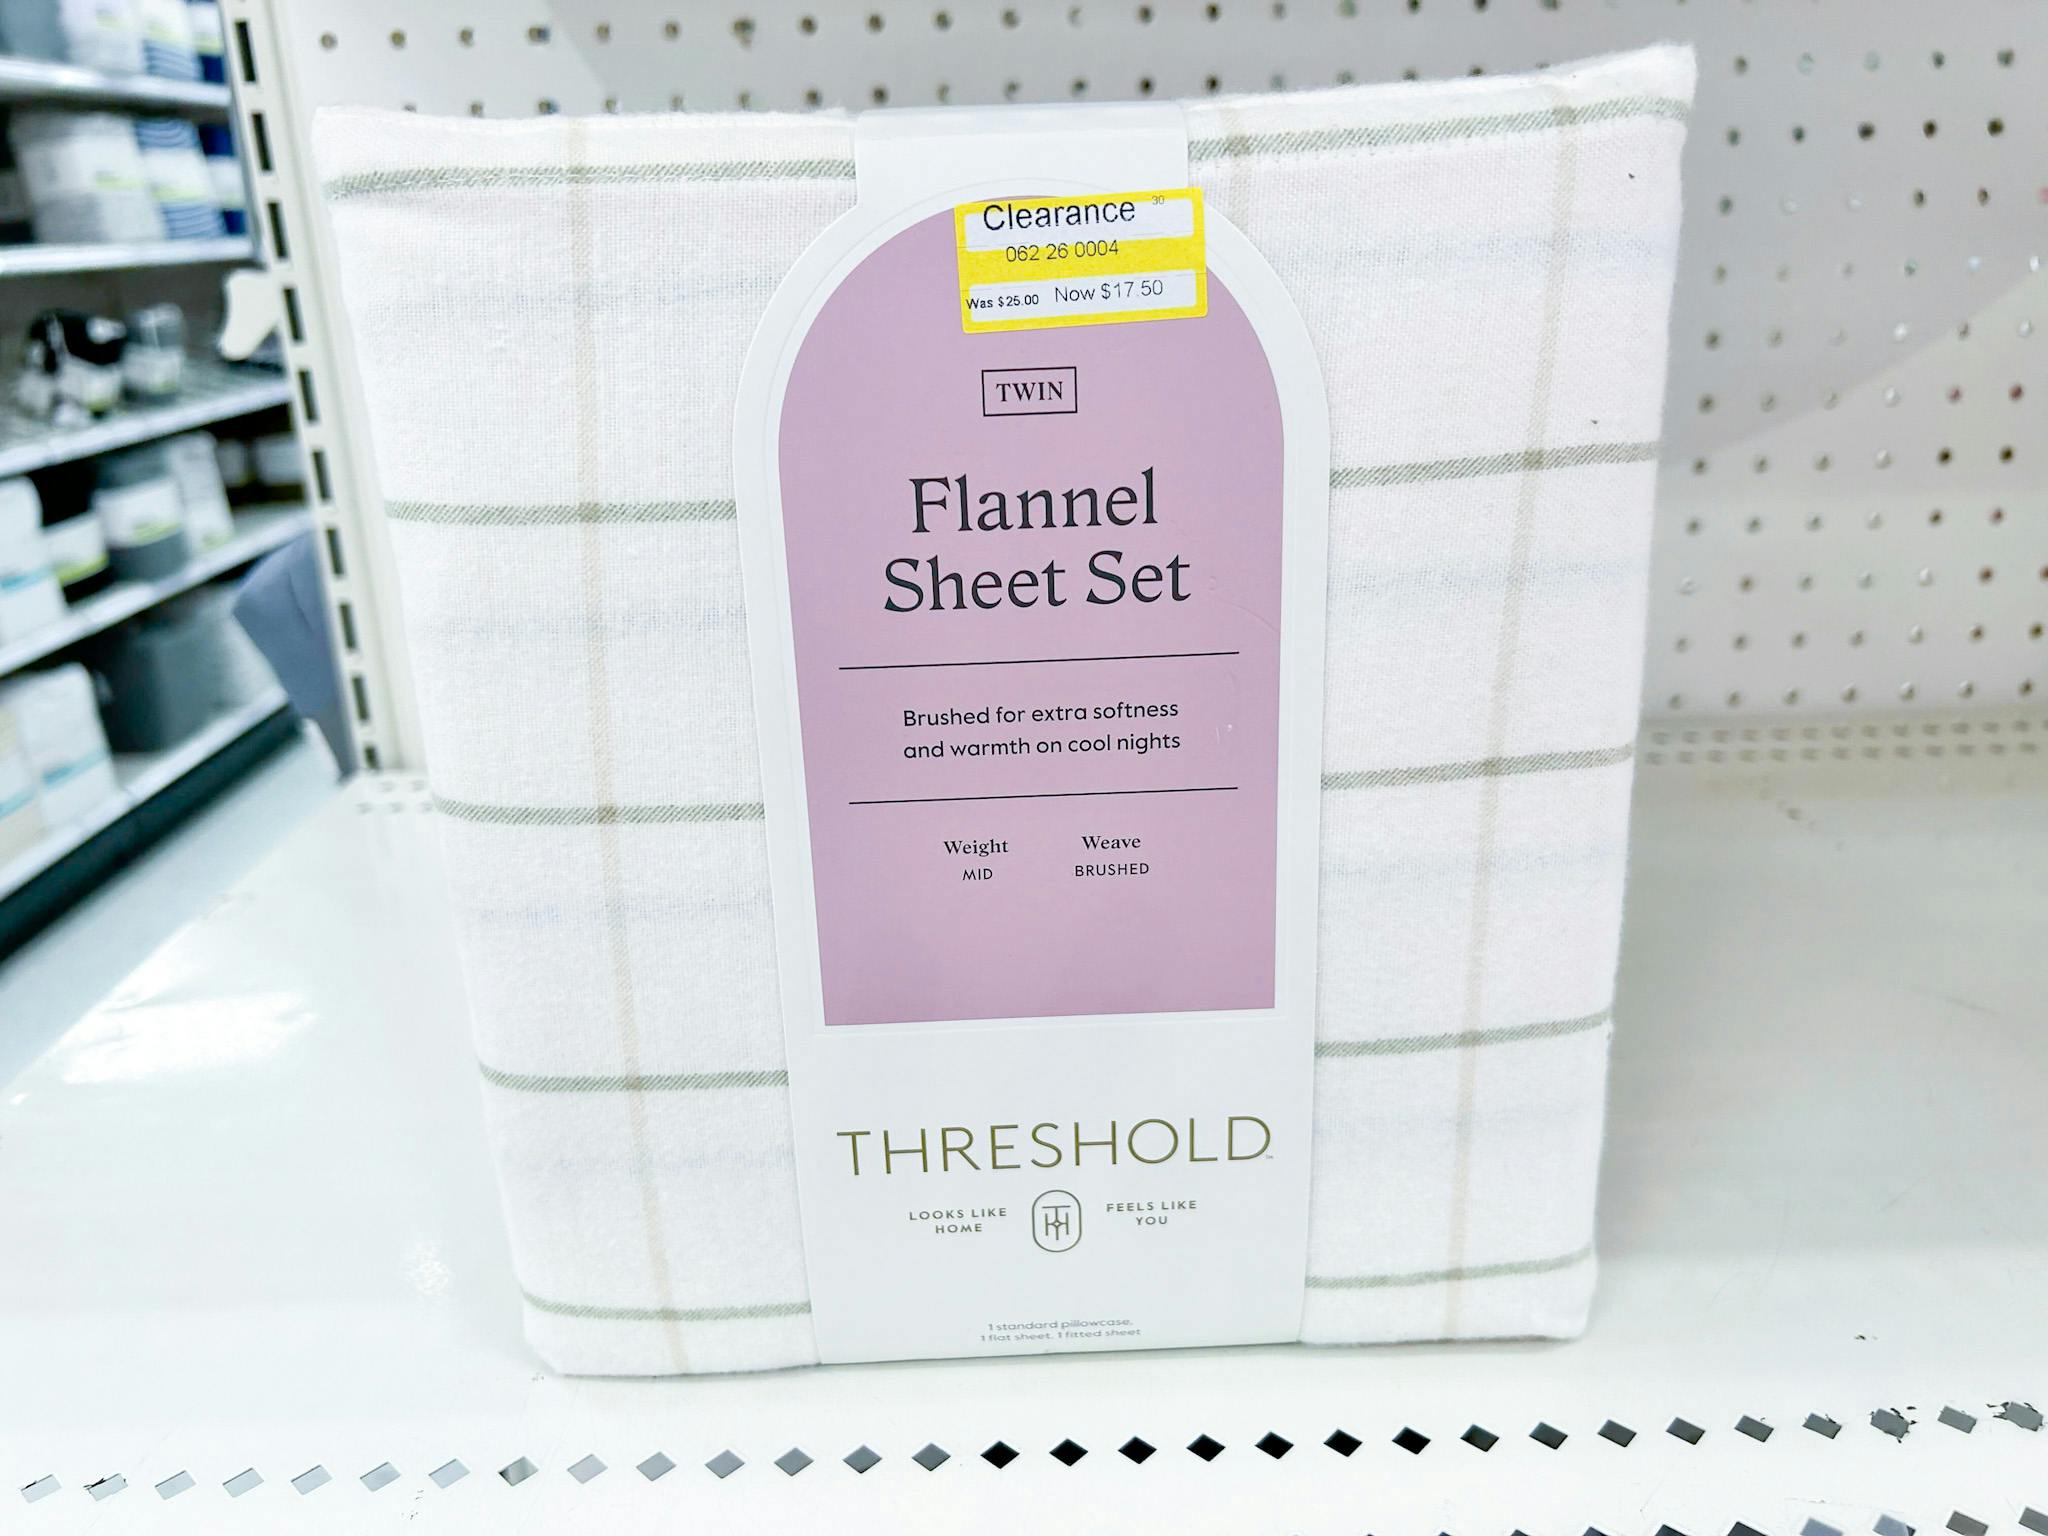 Clearance 30
062 26 0004
Was $25.00 Now $17.50
TWIN
Flannel
Sheet Set
Brushed for extra softness
and warmth on cool nights
Weight Weave
MID BRUSHED
THRESHOLD™
LOOKS LIKE FEELS LIKE
HOME YOU
1 standard pillowcase,
1 flat sheet, 1 fitted sheet